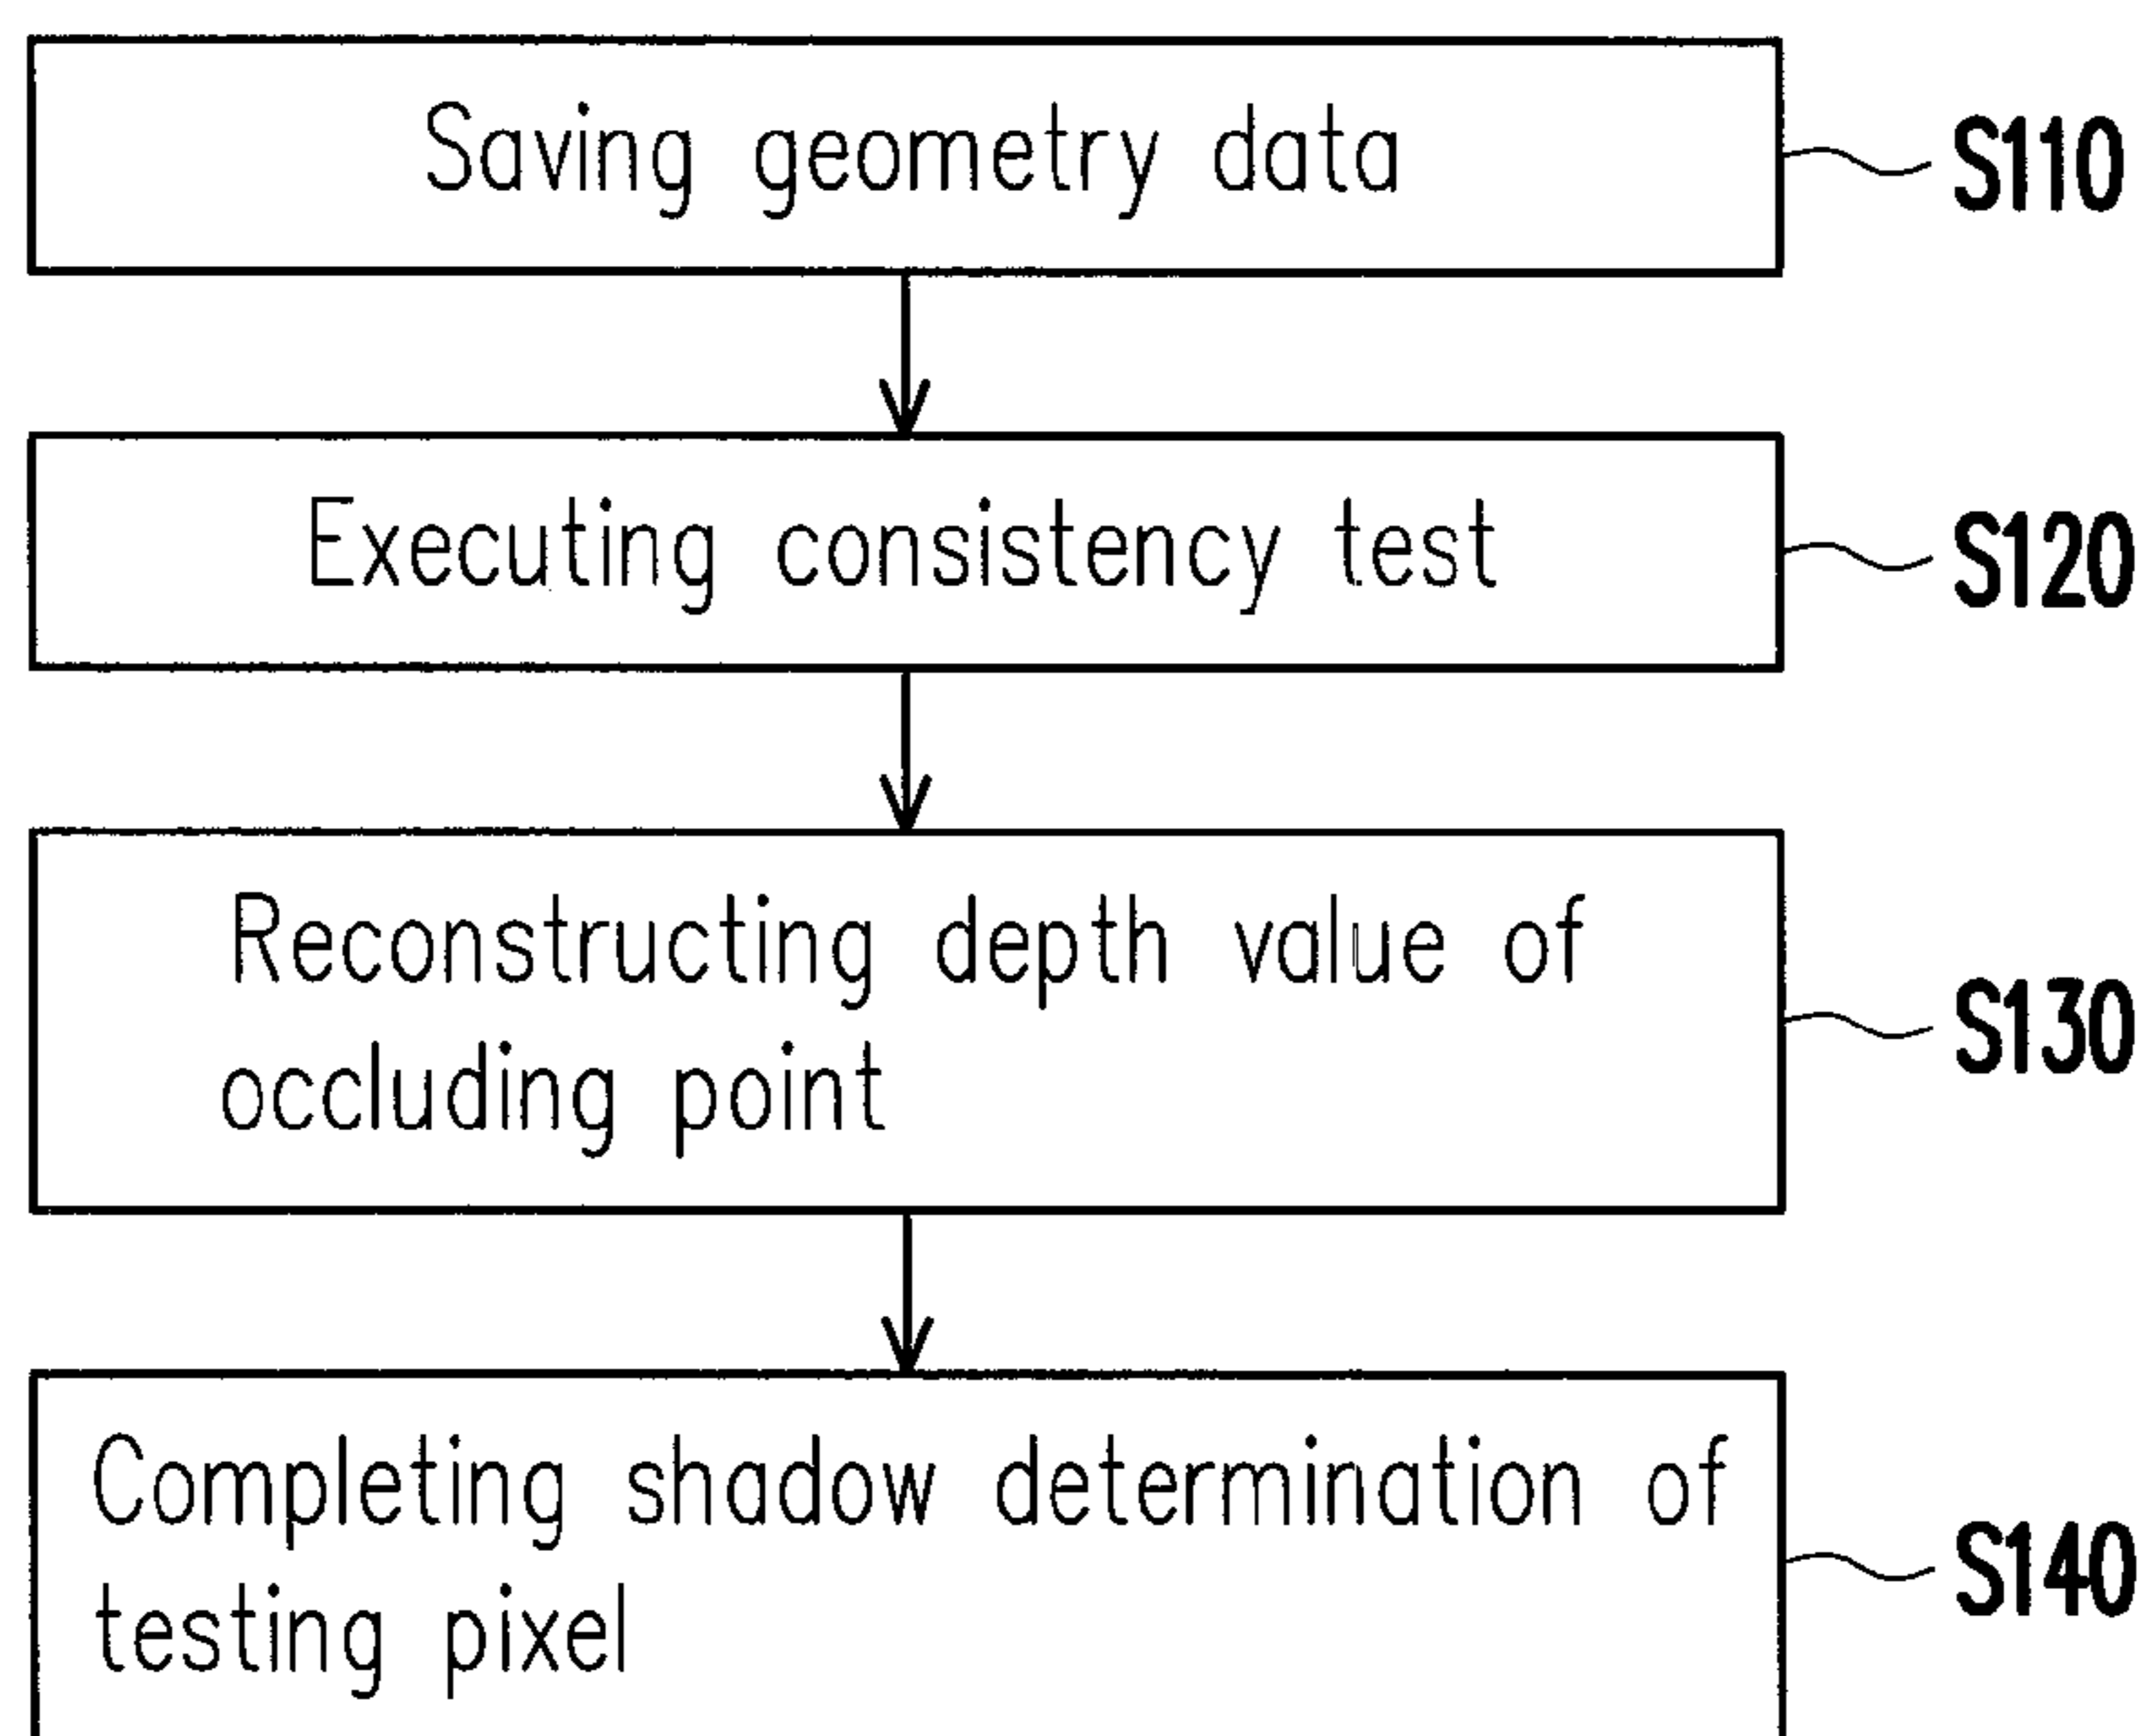 Saving geometry data
S110
Executing consistency test
S120
Reconstructing depth value of
occluding point
S130
Completing shadow determination of
testing pixel
S140